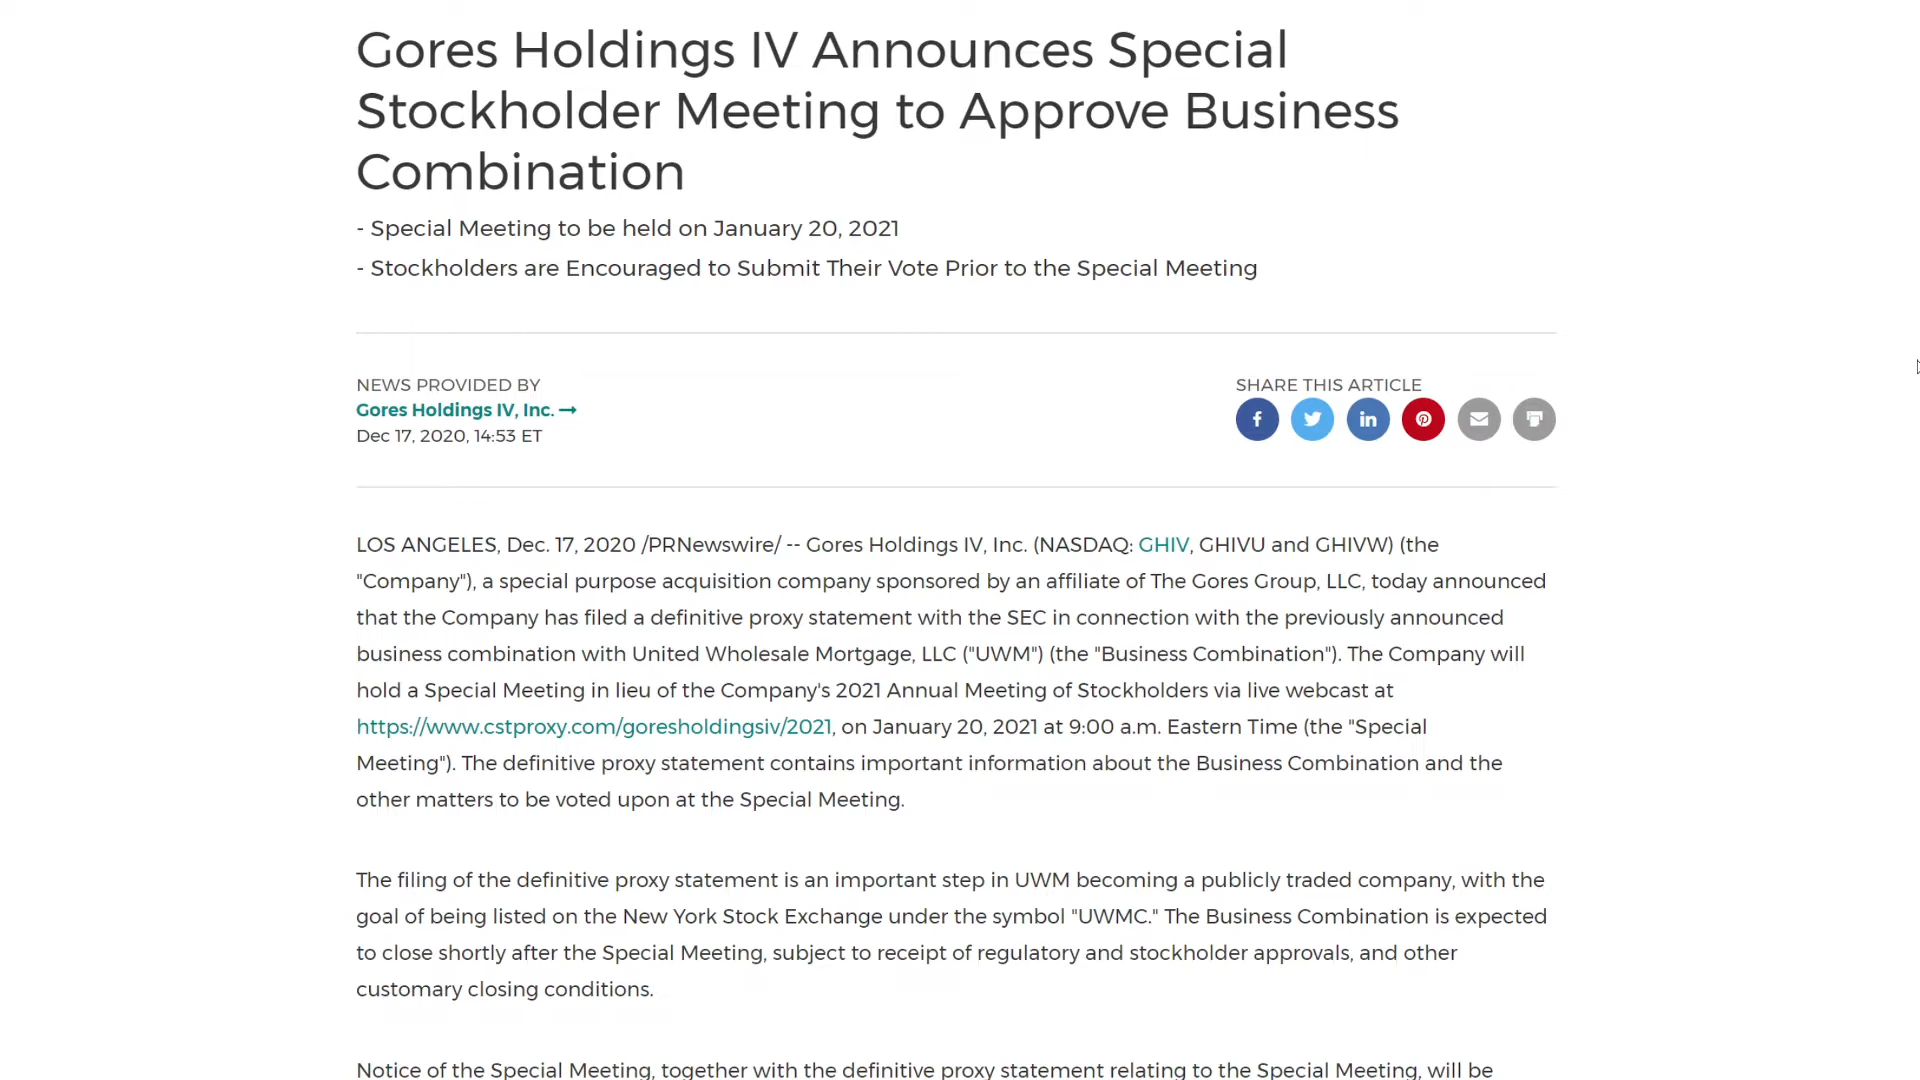 Gores Holdings IV Announces Special
Stockholder Meeting to Approve Business
Combination
- Special Meeting to be held on January 20, 2021
- Stockholders are Encouraged to Submit Their Vote Prior to the Special Meeting
NEWS PROVIDED BY
Gores Holdings IV, Inc. →
Dec 17, 2020, 14:53 ET
SHARE THIS ARTICLE
LOS ANGELES, Dec. 17, 2020 /PRNewswire/ -- Gores Holdings IV, Inc. (NASDAQ: GHIV, GHIVU and GHIVW) (the
"Company"), a special purpose acquisition company sponsored by an affiliate of The Gores Group, LLC, today announced
that the Company has filed a definitive proxy statement with the SEC in connection with the previously announced
business combination with United Wholesale Mortgage, LLC ("UWM") (the "Business Combination"). The Company will
hold a Special Meeting in lieu of the Company's 2021 Annual Meeting of Stockholders via live webcast at
https://www.cstproxy.com/goresholdingsiv/2021, on January 20, 2021 at 9:00 a.m. Eastern Time (the "Special
Meeting"). The definitive proxy statement contains important information about the Business Combination and the
other matters to be voted upon at the Special Meeting.
The filing of the definitive proxy statement is an important step in UWM becoming a publicly traded company, with the
goal of being listed on the New York Stock Exchange under the symbol "UWMC." The Business Combination is expected
to close shortly after the Special Meeting, subject to receipt of regulatory and stockholder approvals, and other
customary closing conditions.
Notice of the Special Meeting, together with the definitive proxy statement relating to the Special Meeting, will be